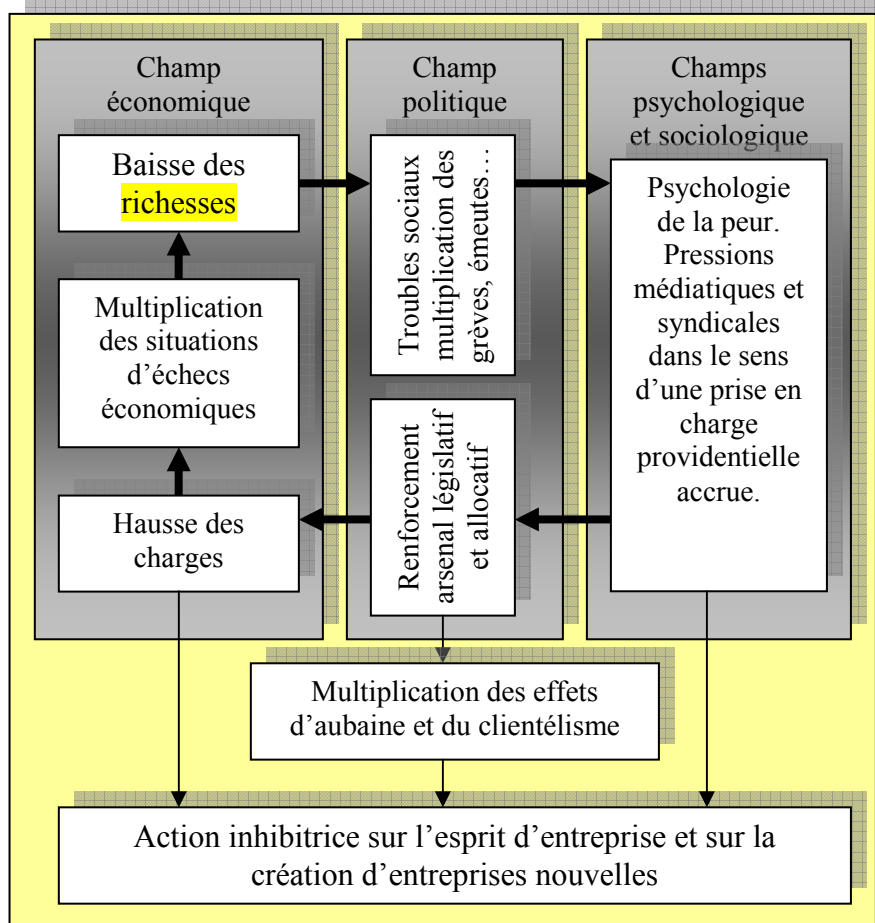 Champ
économique
Baisse des
richesses
Multiplication
des situations
d’échecs
économiques
Hausse des
charges
Champ
politique
Troubles sociaux
multiplication des
grèves, émeutes…
Renforcement
arsenal législatif
et allocatif
Champs
psychologique
et sociologique
Psychologie
de la peur.
Pressions
médiatiques et
syndicales
dans le sens
d’une prise en
charge
providentielle
accrue.
Multiplication des effets
d’aubaine et du clientélisme
Action inhibitrice sur l’esprit d’entreprise et sur la
création d’entreprises nouvelles